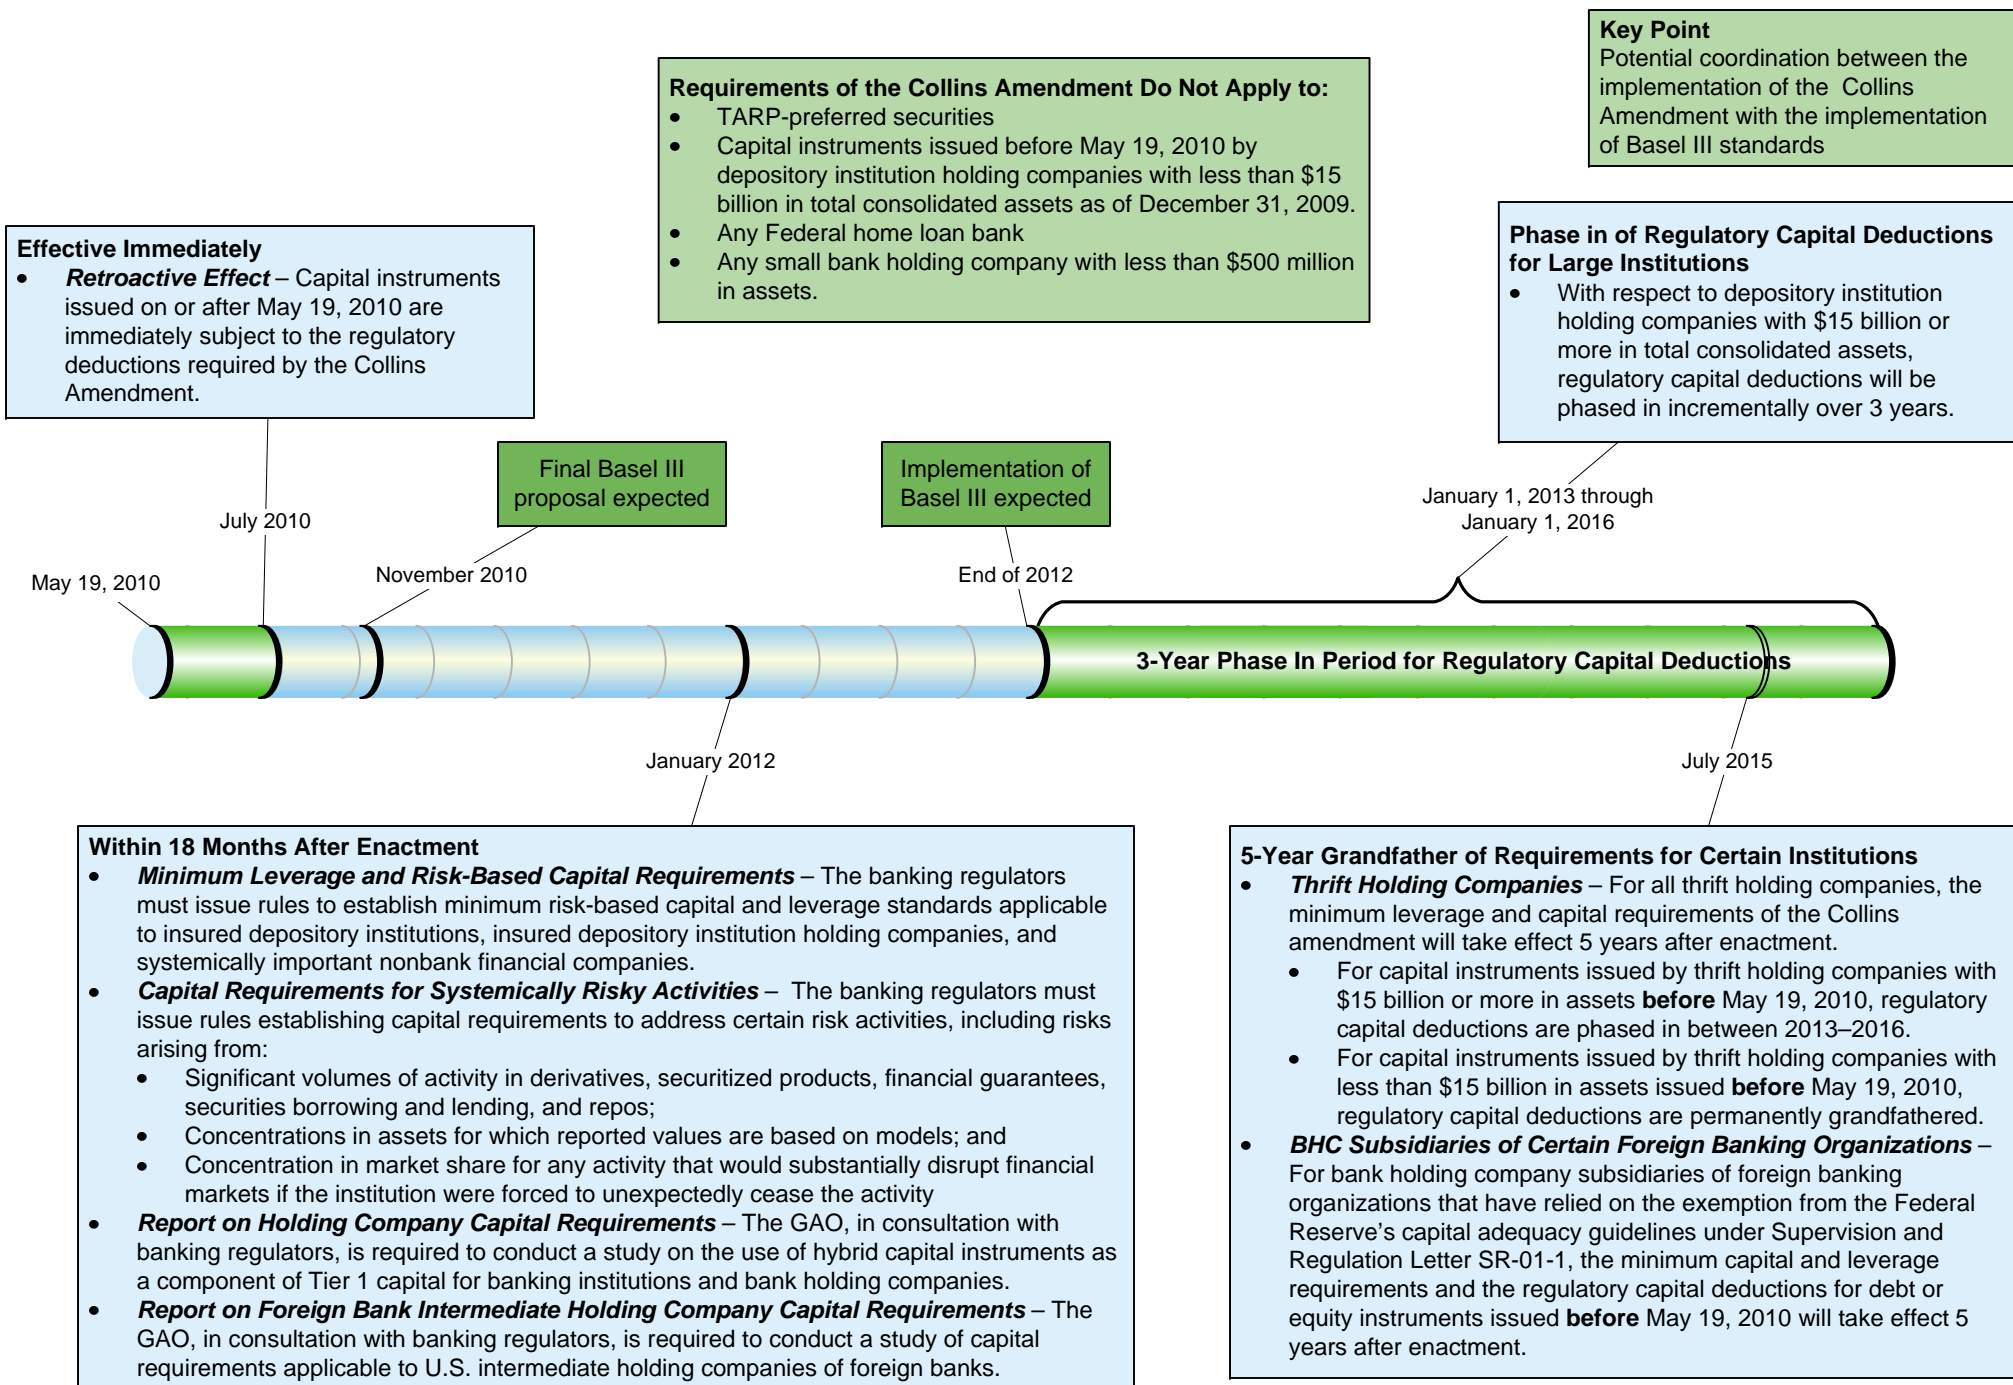 Key Point
Potential coordination between the
implementation of the Collins
Amendment with the implementation
of Basel III standards
Requirements of the Collins Amendment Do Not Apply to:
• TARP-preferred securities
• Capital instruments issued before May 19, 2010 by
depository institution holding companies with less than $15
billion in total consolidated assets as of December 31, 2009.
• Any Federal home loan bank
• Any small bank holding company with less than $500 million
in assets.
Effective Immediately
• Retroactive Effect – Capital instruments
issued on or after May 19, 2010 are
immediately subject to the regulatory
deductions required by the Collins
Amendment.
Phase in of Regulatory Capital Deductions
for Large Institutions
• With respect to depository institution
holding companies with $15 billion or
more in total consolidated assets,
regulatory capital deductions will be
phased in incrementally over 3 years.
Final Basel III
proposal expected
Implementation of
Basel III expected
January 1, 2013 through
January 1, 2016
July 2010
May 19, 2010
November 2010
End of 2012
3-Year Phase In Period for Regulatory Capital Deductions
January 2012
July 2015
Within 18 Months After Enactment
• Minimum Leverage and Risk-Based Capital Requirements – The banking regulators
must issue rules to establish minimum risk-based capital and leverage standards applicable
to insured depository institutions, insured depository institution holding companies, and
systemically important nonbank financial companies.
• Capital Requirements for Systemically Risky Activities – The banking regulators must
issue rules establishing capital requirements to address certain risk activities, including risks
arising from:
• Significant volumes of activity in derivatives, securitized products, financial guarantees,
securities borrowing and lending, and repos;
• Concentrations in assets for which reported values are based on models; and
• Concentration in market share for any activity that would substantially disrupt financial
markets if the institution were forced to unexpectedly cease the activity
• Report on Holding Company Capital Requirements – The GAO, in consultation with
banking regulators, is required to conduct a study on the use of hybrid capital instruments as
a component of Tier 1 capital for banking institutions and bank holding companies.
• Report on Foreign Bank Intermediate Holding Company Capital Requirements – The
GAO, in consultation with banking regulators, is required to conduct a study of capital
requirements applicable to U.S. intermediate holding companies of foreign banks.
5-Year Grandfather of Requirements for Certain Institutions
• Thrift Holding Companies – For all thrift holding companies, the
minimum leverage and capital requirements of the Collins
amendment will take effect 5 years after enactment.
• For capital instruments issued by thrift holding companies with
$15 billion or more in assets before May 19, 2010, regulatory
capital deductions are phased in between 2013–2016.
• For capital instruments issued by thrift holding companies with
less than $15 billion in assets issued before May 19, 2010,
regulatory capital deductions are permanently grandfathered.
• BHC Subsidiaries of Certain Foreign Banking Organizations –
For bank holding company subsidiaries of foreign banking
organizations that have relied on the exemption from the Federal
Reserve’s capital adequacy guidelines under Supervision and
Regulation Letter SR-01-1, the minimum capital and leverage
requirements and the regulatory capital deductions for debt or
equity instruments issued before May 19, 2010 will take effect 5
years after enactment.